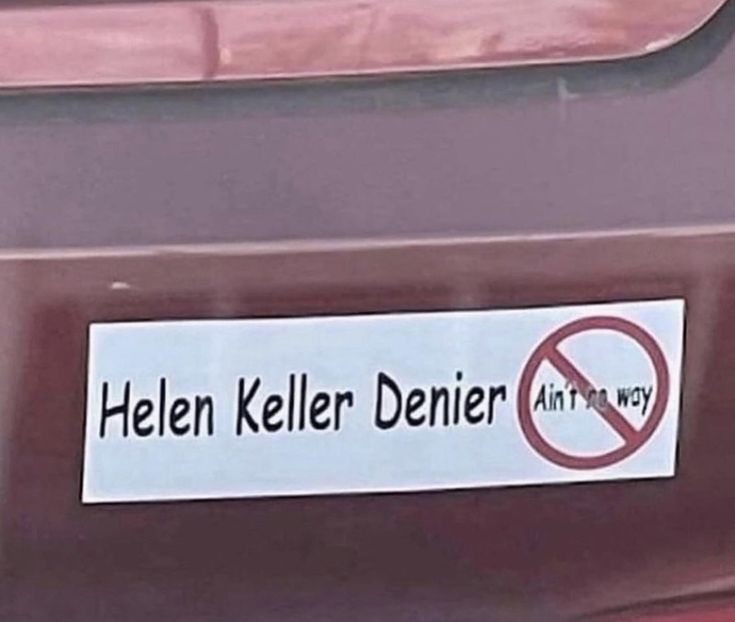 Helen Keller Denier
Ain't no way